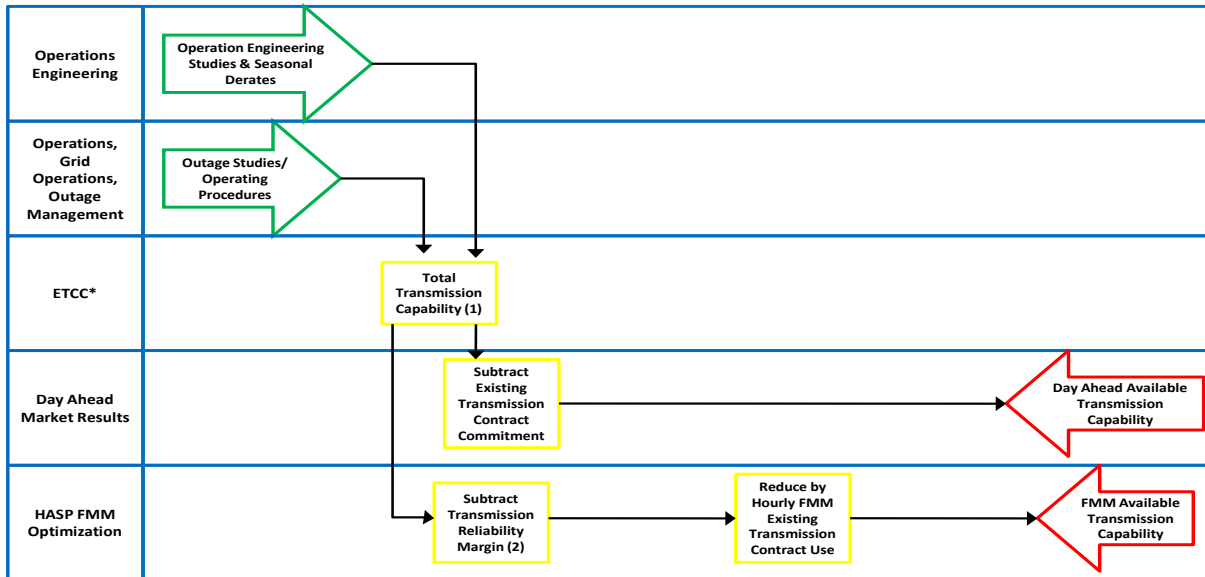 Operations
Engineering
Operation Engineering
Studies & Seasonal
Derates
Operations,
Grid
Operations,
Outage
Management
Outage Studies/
Operating
Procedures
ETCC*
Total
Transmission
Capability (1)
Day Ahead
Market Results
Subtract
Existing
Transmission
Contract
Commitment
Day Ahead Available
Transmission
Capability
HASP FMM
Optimization
Subtract
Transmission
Reliability
Margin (2)
Reduce by
Hourly FMM
Existing
Transmission
Contract Use
FMM Available
Transmission
Capability